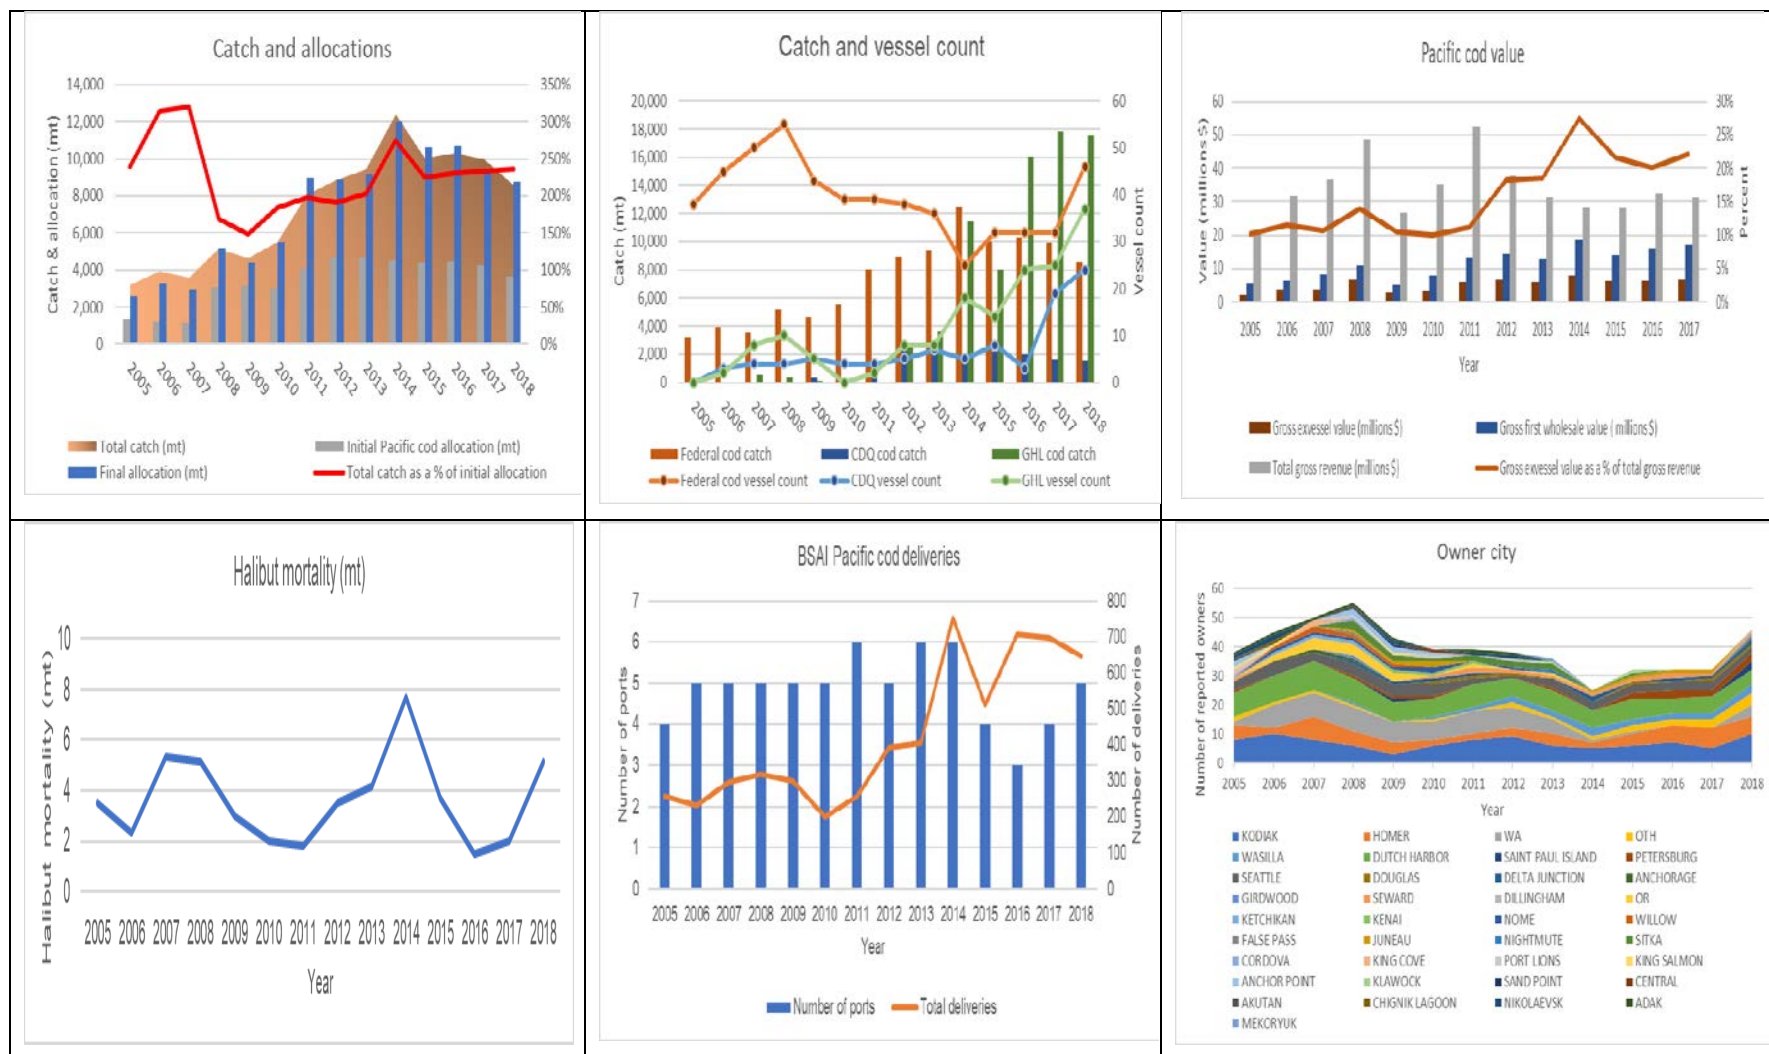 Catch and allocations
Catch & allocation (mt)
14,000
12,000
10,000
8,000
6,000
4,000
2,000
0
350%
300%
250%
200%
150%
100%
50%
0%
2005 2006 2007 2008 2009 2010 2011 2012 2013 2014 2015 2016 2017 2018
Total catch (mt) Initial Pacific cod allocation (mt)
Final allocation (mt) Total catch as a % of initial allocation
Catch and vessel count
Catch (mt)
20,000
18,000
16,000
14,000
12,000
10,000
8,000
6,000
4,000
2,000
0
60
50
40
30
20
10
0
Vessel count
2005 2006 2007 2008 2009 2010 2011 2012 2013 2014 2015 2016 2017 2018
Federal cod catch CDQ cod catch GHL cod catch
Federal cod vessel count CDQ vessel count GHL vessel count
Pacific cod value
Value (millions $)
60
50
40
30
20
10
0
30%
25%
20%
15%
10%
5%
0%
Percent
2005 2006 2007 2008 2009 2010 2011 2012 2013 2014 2015 2016 2017
Year
Gross exvessel value (millions $) Gross first wholesale value (millions $)
Total gross revenue (millions $) Gross exvessel value as a % of total gross revenue
Halibut mortality (mt)
Halibut mortality (mt)
10
8
6
4
2
0
2005 2006 2007 2008 2009 2010 2011 2012 2013 2014 2015 2016 2017 2018
Year
BSAI Pacific cod deliveries
Number of ports
7
6
5
4
3
2
1
0
800
700
600
500
400
300
200
100
0
Number of deliveries
2005 2006 2007 2008 2009 2010 2011 2012 2013 2014 2015 2016 2017 2018
Year
Number of ports Total deliveries
Owner city
Number of reported owners
60
50
40
30
20
10
0
2005 2006 2007 2008 2009 2010 2011 2012 2013 2014 2015 2016 2017 2018
Year
KODIAK HOMER WA OTH
WASILLA DUTCH HARBOR SAINT PAUL ISLAND PETERSBURG
SEATTLE DOUGLAS DELTA JUNCTION ANCHORAGE
GIRDWOOD SEWARD DILLINGHAM OR
KETCHIKAN KENAI NOME WILLOW
FALSE PASS JUNEAU NIGHTMUTE SITKA
CORDOVA KING COVE PORT LIONS KING SALMON
ANCHOR POINT KLAWOCK SAND POINT CENTRAL
AKUTAN CHIGNIK LAGOON NIKOLAEVSK ADAK
MEKORYUK